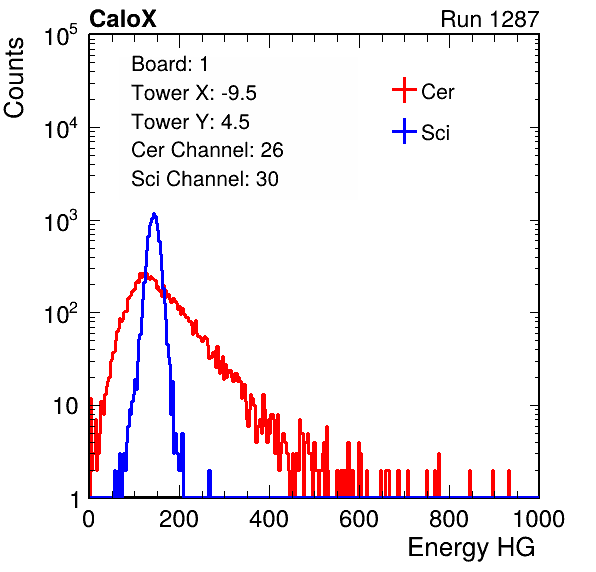 CaloX Run 1287
Counts
Board: 1
Tower X: -9.5
Tower Y: 4.5
Cer Channel: 26
Sci Channel: 30
Cer
Sci
10^5
10^4
10^3
10^2
10
1
0 200 400 600 800 1000
Energy HG